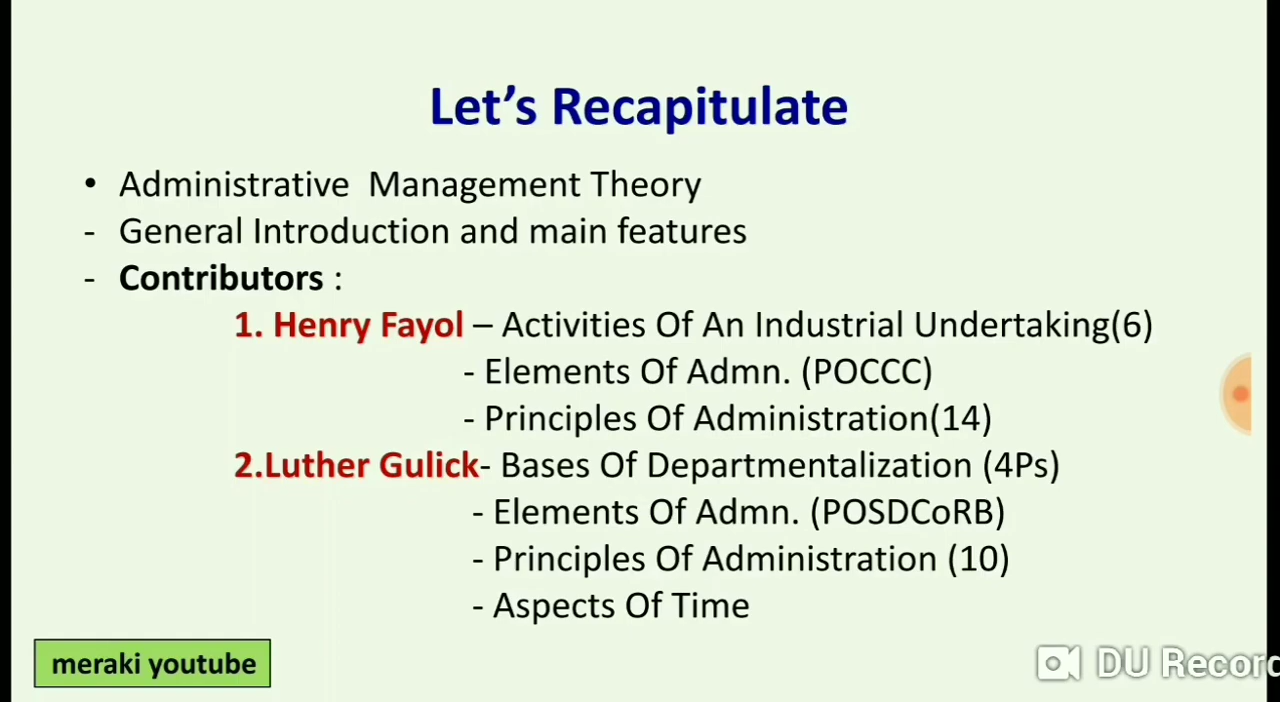 Let's Recapitulate
• Administrative Management Theory
- General Introduction and main features
- Contributors :
1. Henry Fayol – Activities Of An Industrial Undertaking(6)
- Elements Of Admn. (POCCC)
- Principles Of Administration(14)
2.Luther Gulick- Bases Of Departmentalization (4Ps)
- Elements Of Admn. (POSDCoRB)
- Principles Of Administration (10)
- Aspects Of Time
meraki youtube
DU Record